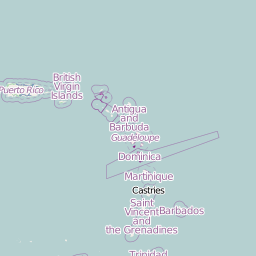 British
Virgin
Islands
Puerto Rico
Antigua
and
Barbuda
Guadeloupe
Dominica
Martinique
Castries
Saint
Vincent
and
the Grenadines
Barbados
Trinidad